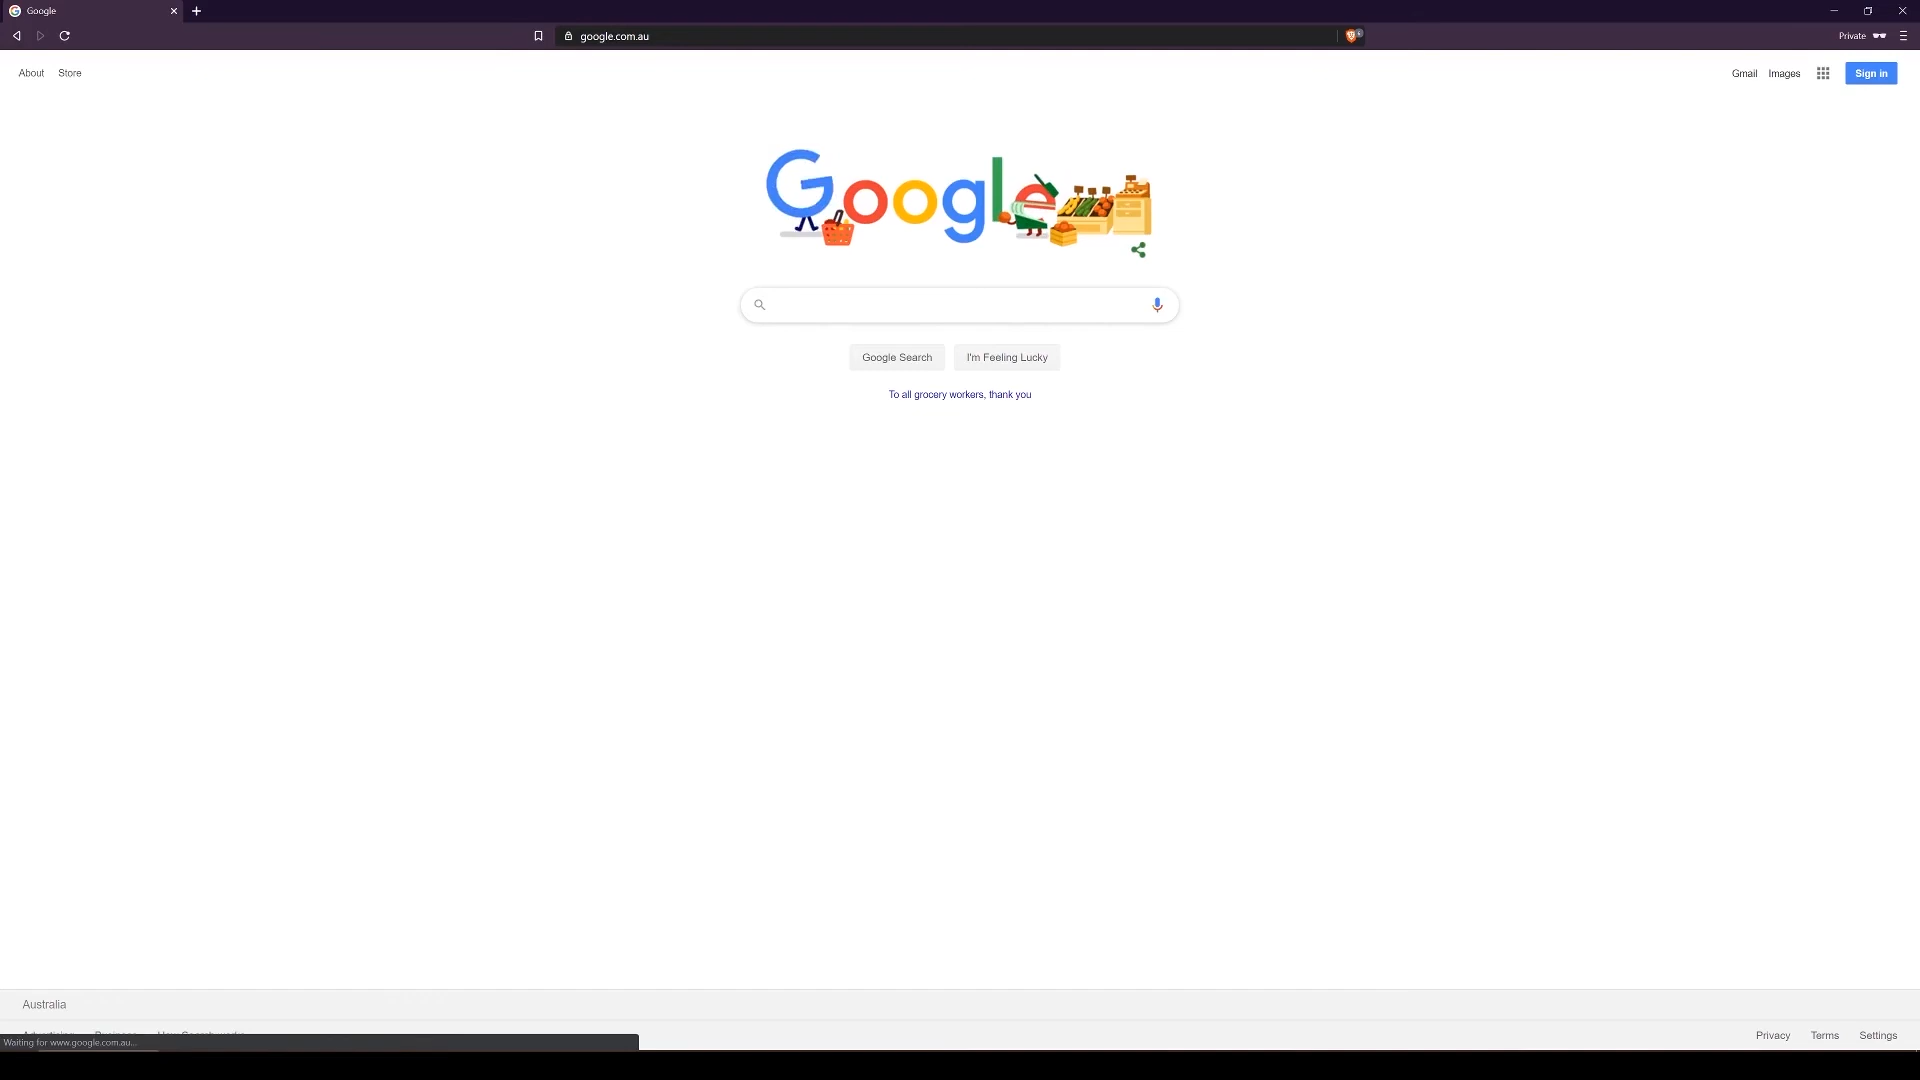 Google
google.com.au
Private
About Store
Gmail Images Sign in
Google
Google Search I'm Feeling Lucky
To all grocery workers, thank you
Australia
Waiting for www.google.com.au...
Privacy Terms Settings